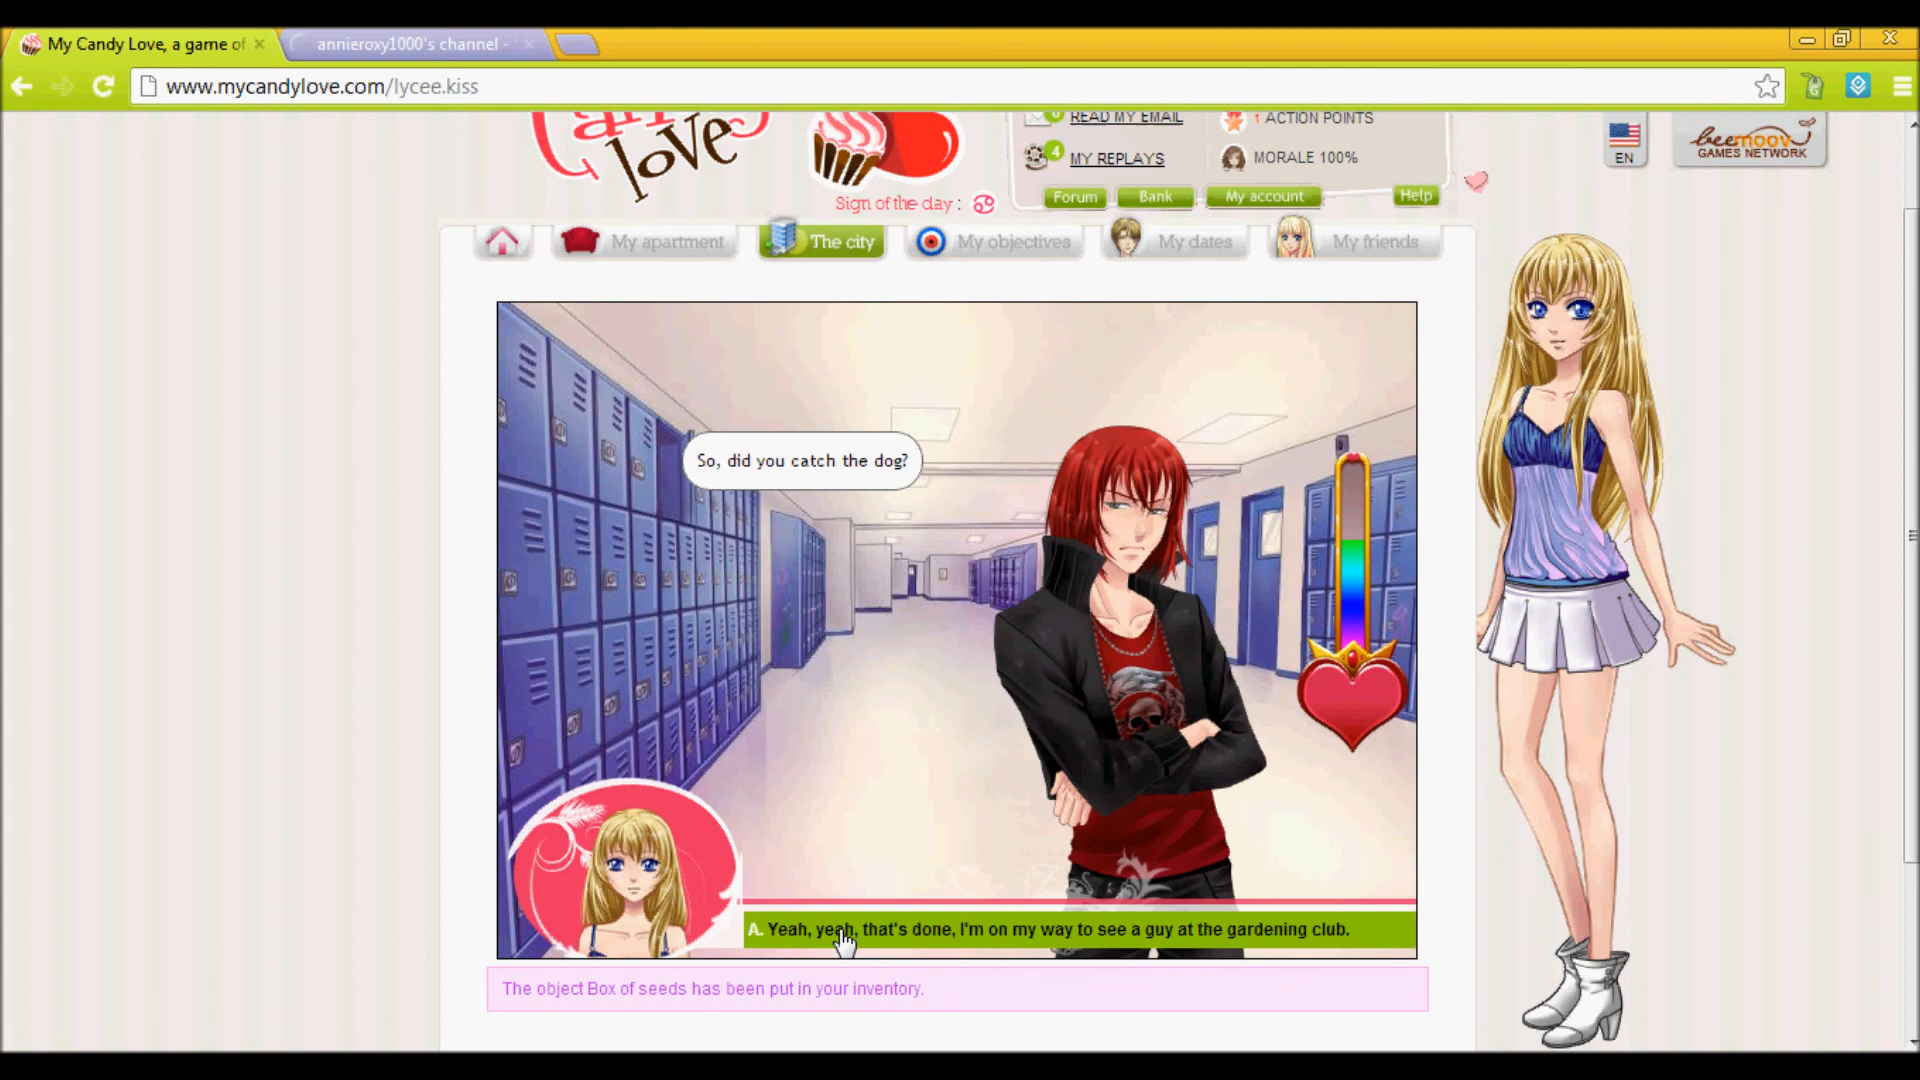 My Candy Love, a game of
annieroxy1000's channel -
www.mycandylove.com/lycee.kiss
love
Sign of the day :
READ MY EMAIL
4 MY REPLAYS
1 ACTION POINTS
MORALE 100%
Forum
Bank
My account
Help
EN
beemoov
GAMES NETWORK
My apartment
The city
My objectives
My dates
My friends
So, did you catch the dog?
A. Yeah, yeah, that's done, I'm on my way to see a guy at the gardening club.
The object Box of seeds has been put in your inventory.